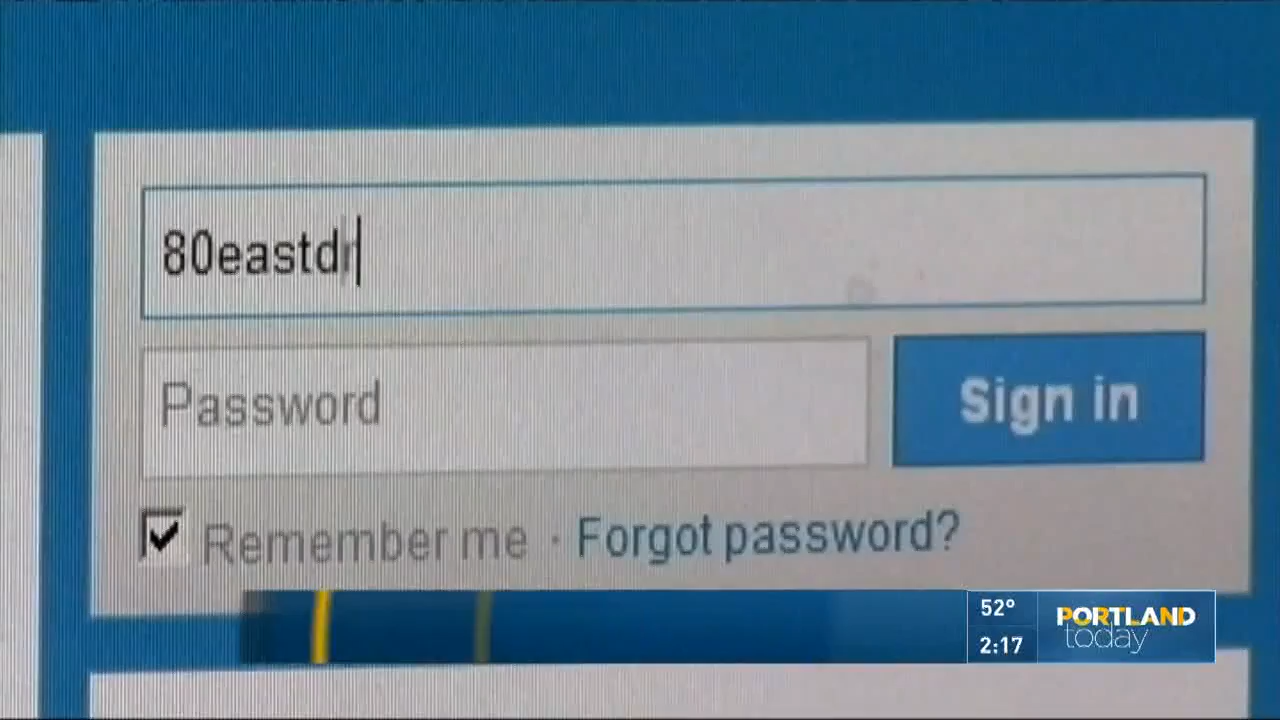 80eastdr
Password
Sign in
Remember me · Forgot password?
52°
2:17
PORTLAND
today